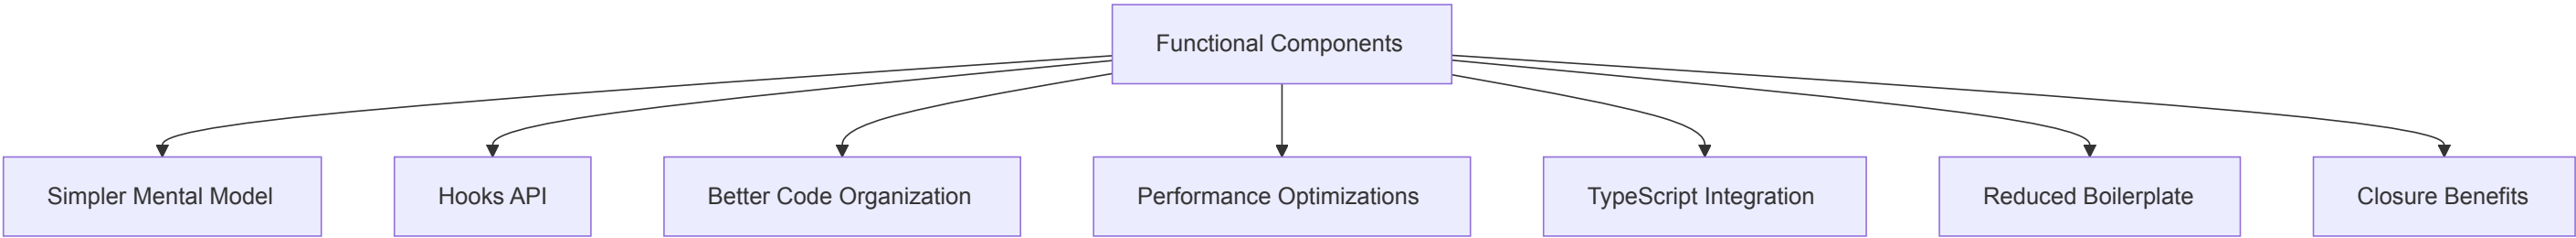 Functional Components
Simpler Mental Model
Hooks API
Better Code Organization
Performance Optimizations
TypeScript Integration
Reduced Boilerplate
Closure Benefits